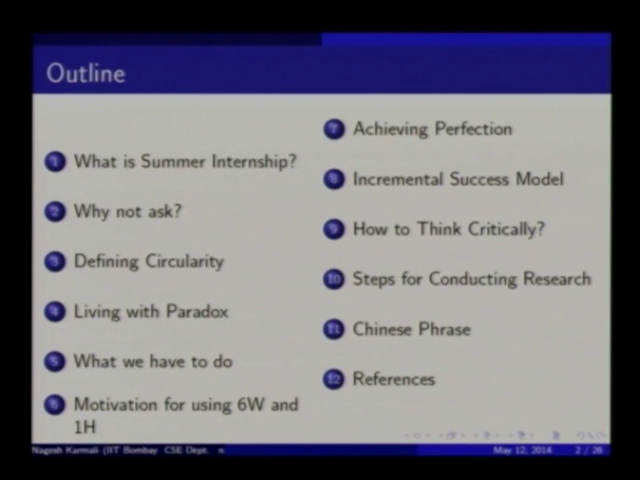 Outline
1 What is Summer Internship?
2 Why not ask?
3 Defining Circularity
4 Living with Paradox
5 What we have to do
6 Motivation for using 6W and
1H
7 Achieving Perfection
8 Incremental Success Model
9 How to Think Critically?
10 Steps for Conducting Research
11 Chinese Phrase
12 References
Nagesh Karmali (IIT Bombay CSE Dept.
May 12, 2014 2 / 26